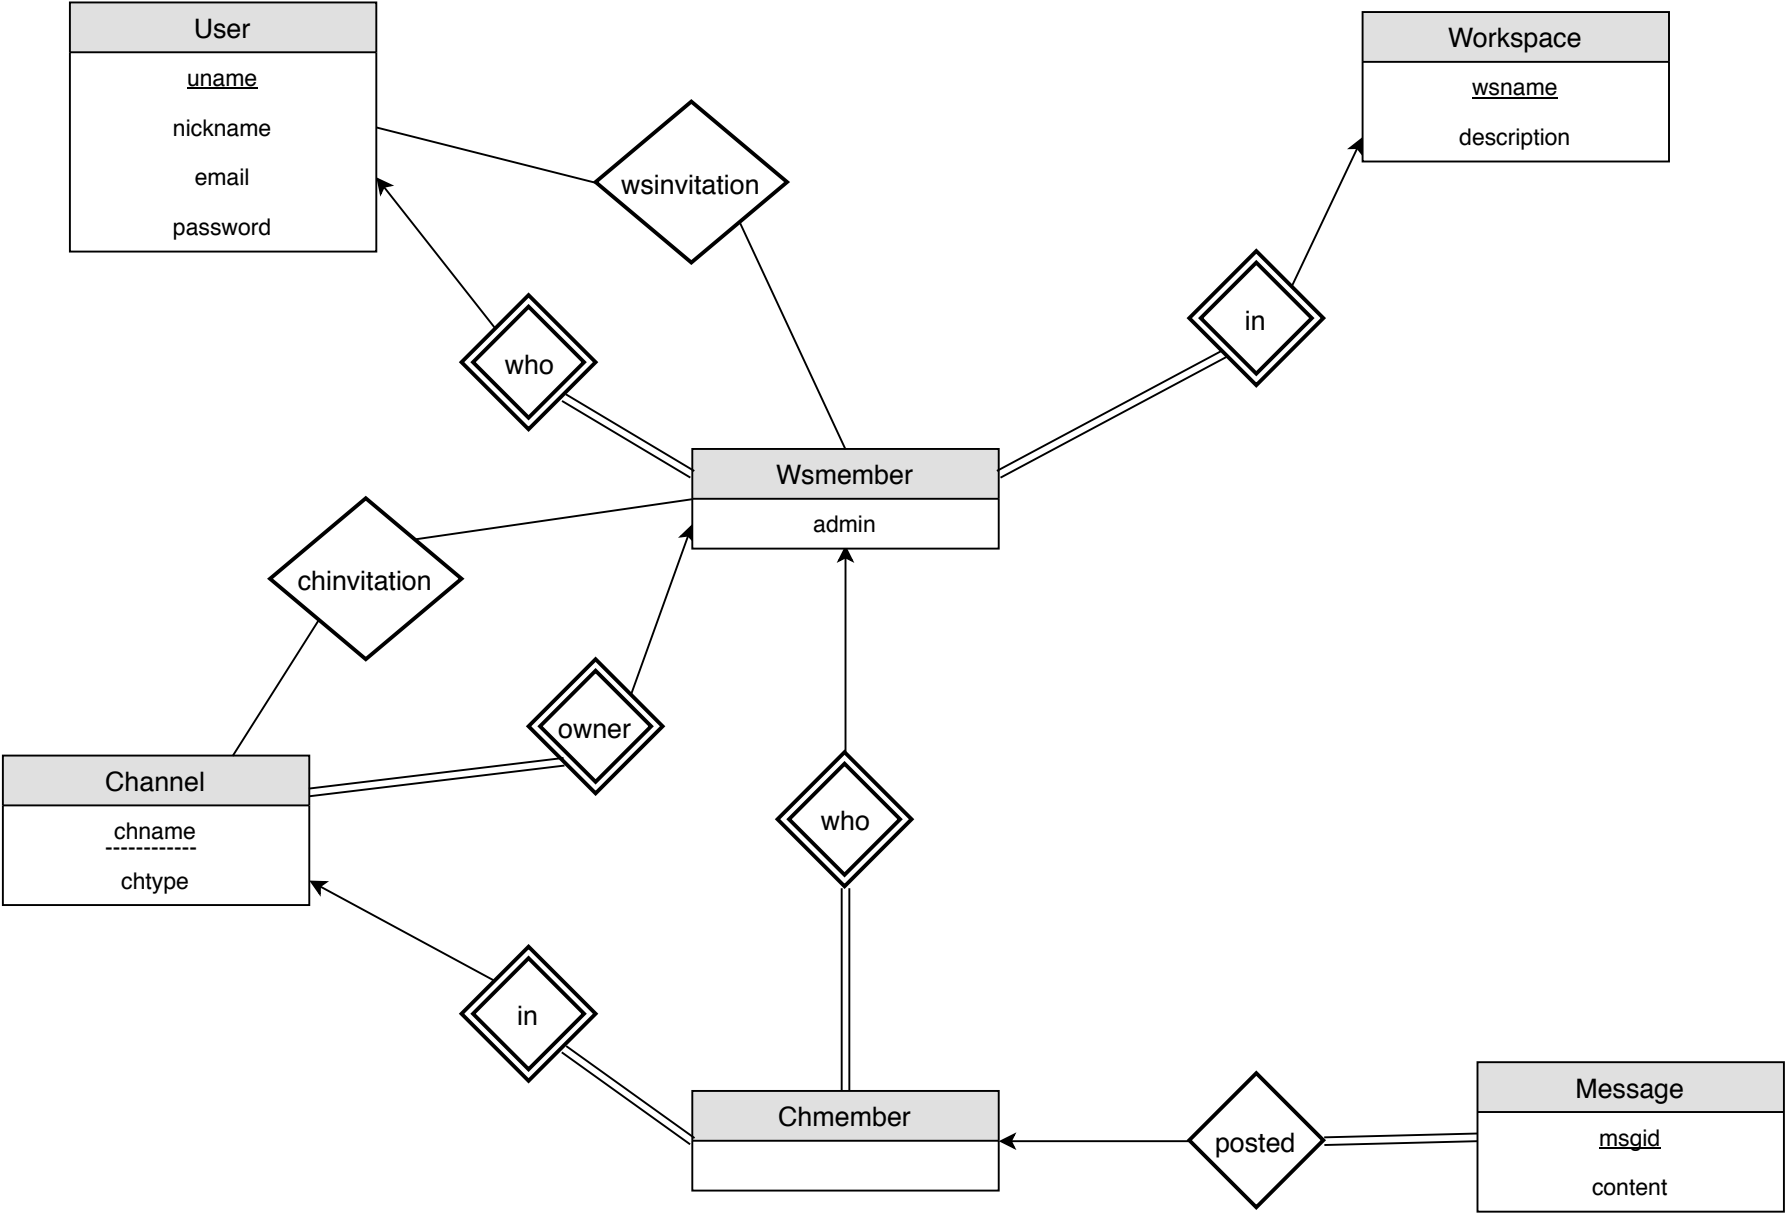 User
uname
nickname
email
password
Workspace
wsname
description
wsinvitation
in
who
Wsmember
admin
chinvitation
owner
Channel
chname
chtype
who
in
Chmember
posted
Message
msgid
content